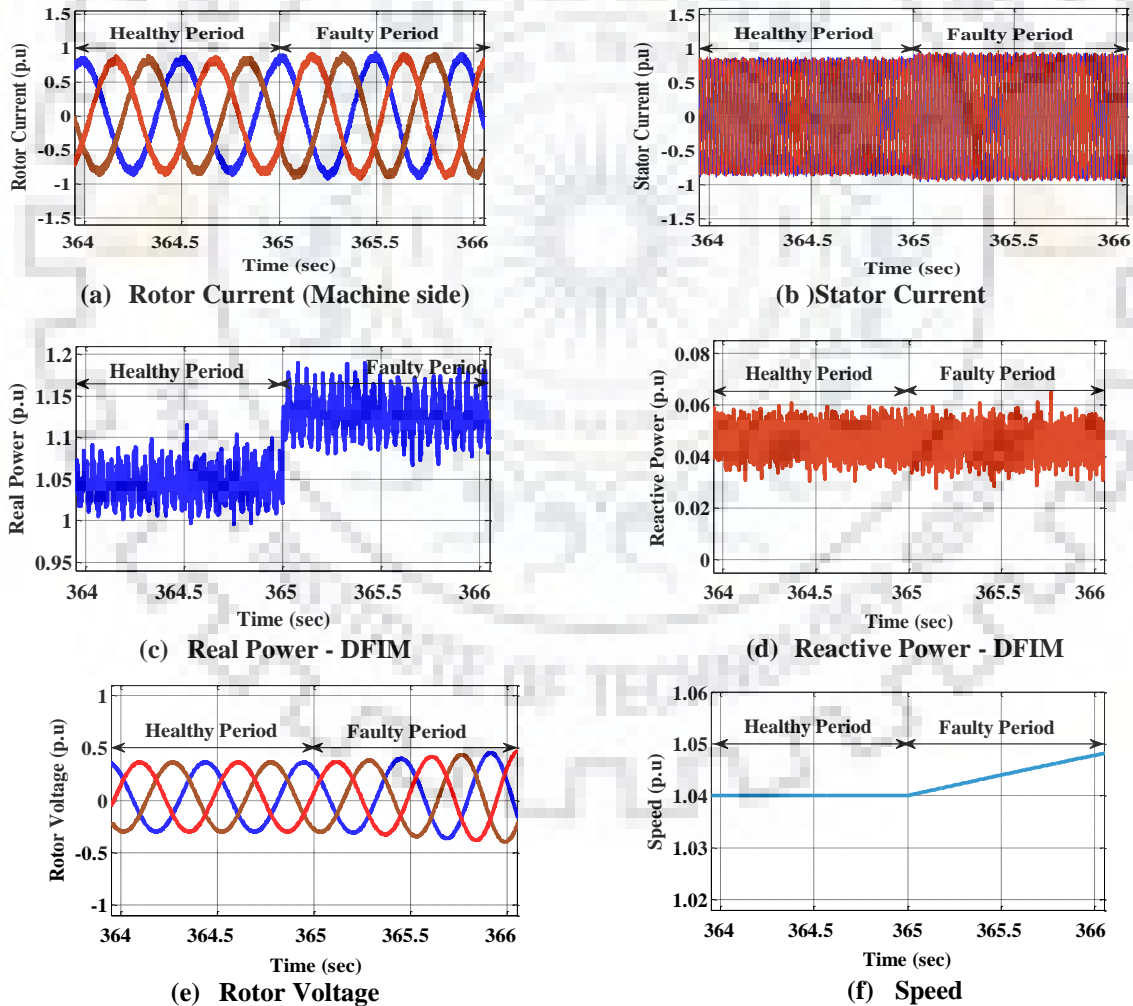 1.5
1
0.5
0
-0.5
-1
-1.5
Rotor Current (p.u)
Healthy Period
Faulty Period
364
364.5
365
365.5
366
Time (sec)
(a) Rotor Current (Machine side)
1.5
1
0.5
0
-0.5
-1
-1.5
Stator Current (p.u)
Healthy Period
Faulty Period
364
364.5
365
365.5
366
Time (sec)
(b )Stator Current
1.2
1.15
1.1
1.05
1
0.95
Real Power (p.u)
Healthy Period
Faulty Period
364
364.5
365
365.5
366
Time (sec)
(c) Real Power - DFIM
0.08
0.06
0.04
0.02
0
Reactive Power (p.u)
Healthy Period
Faulty Period
364
364.5
365
365.5
366
Time (sec)
(d) Reactive Power - DFIM
1
0.5
0
-0.5
-1
Rotor Voltage (p.u)
Healthy Period
Faulty Period
364
364.5
365
365.5
366
Time (sec)
(e) Rotor Voltage
1.06
1.05
1.04
1.03
1.02
Speed (p.u)
Healthy Period
Faulty Period
364
364.5
365
365.5
366
Time (sec)
(f) Speed